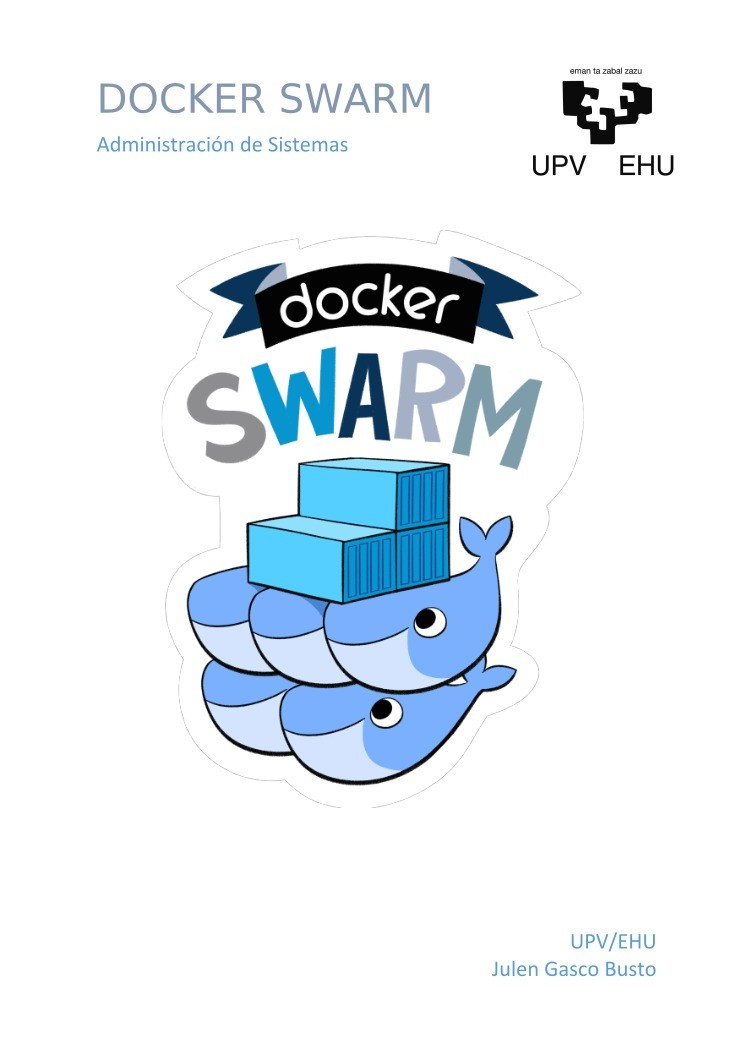 DOCKER SWARM
Administración de Sistemas
eman ta zabal zazu
UPV EHU
docker
SWARM
UPV/EHU
Julen Gasco Busto